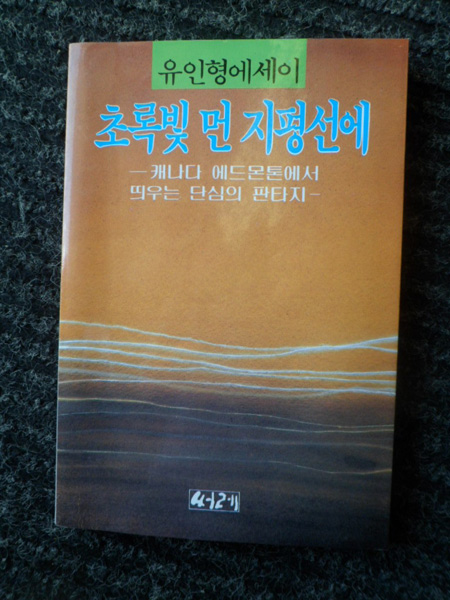 유인형에세이
초록빛 먼 지평선에
— 캐나다 에드몬톤에서
띄우는 단심의 판타지 —
서래